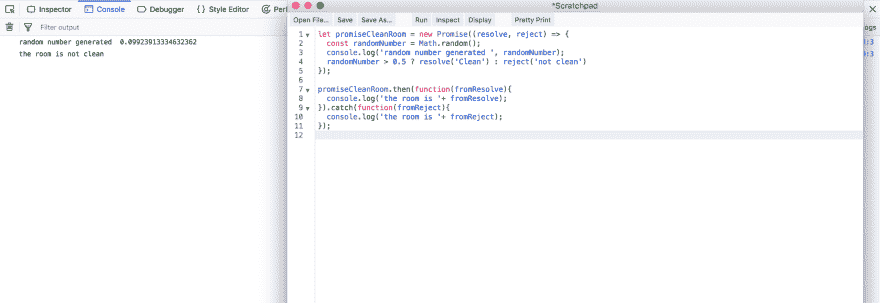 Inspector Console Debugger Style Editor Per
Filter output
ogs
random number generated 0.09923913334632362
:3
the room is not clean
:3
*Scratchpad
Open File... Save Save As... Run Inspect Display Pretty Print
1 let promiseCleanRoom = new Promise((resolve, reject) => {
2 const randomNumber = Math.random();
3 console.log('random number generated ', randomNumber);
4 randomNumber > 0.5 ? resolve('Clean') : reject('not clean')
5 });
6
7 promiseCleanRoom.then(function(fromResolve){
8 console.log('the room is '+ fromResolve);
9 }).catch(function(fromReject){
10 console.log('the room is '+ fromReject);
11 });
12